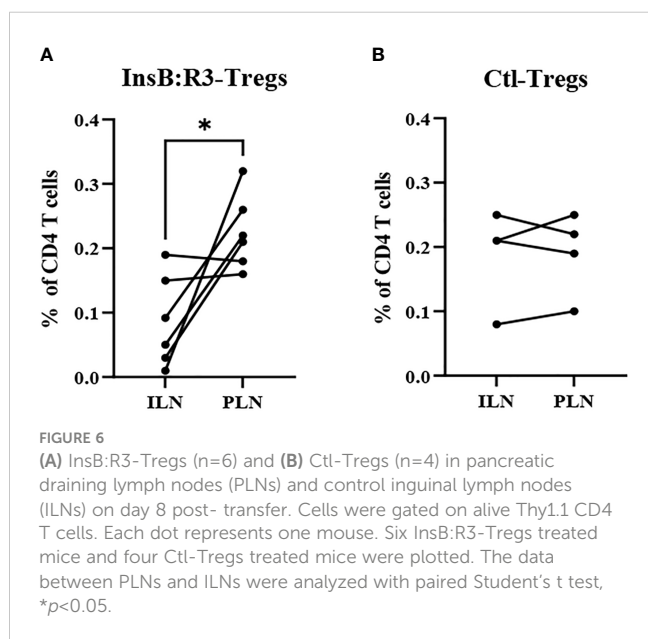 A
B
InsB:R3-Tregs
Ctl-Tregs
% of CD4 T cells
0.4
0.3
0.2
0.1
0.0
*
ILN
PLN
% of CD4 T cells
0.4
0.3
0.2
0.1
0.0
ILN
PLN
FIGURE 6
(A) InsB:R3-Tregs (n=6) and (B) Ctl-Tregs (n=4) in pancreatic
draining lymph nodes (PLNs) and control inguinal lymph nodes
(ILNs) on day 8 post- transfer. Cells were gated on alive Thy1.1 CD4
T cells. Each dot represents one mouse. Six InsB:R3-Tregs treated
mice and four Ctl-Tregs treated mice were plotted. The data
between PLNs and ILNs were analyzed with paired Student’s t test,
*p<0.05.